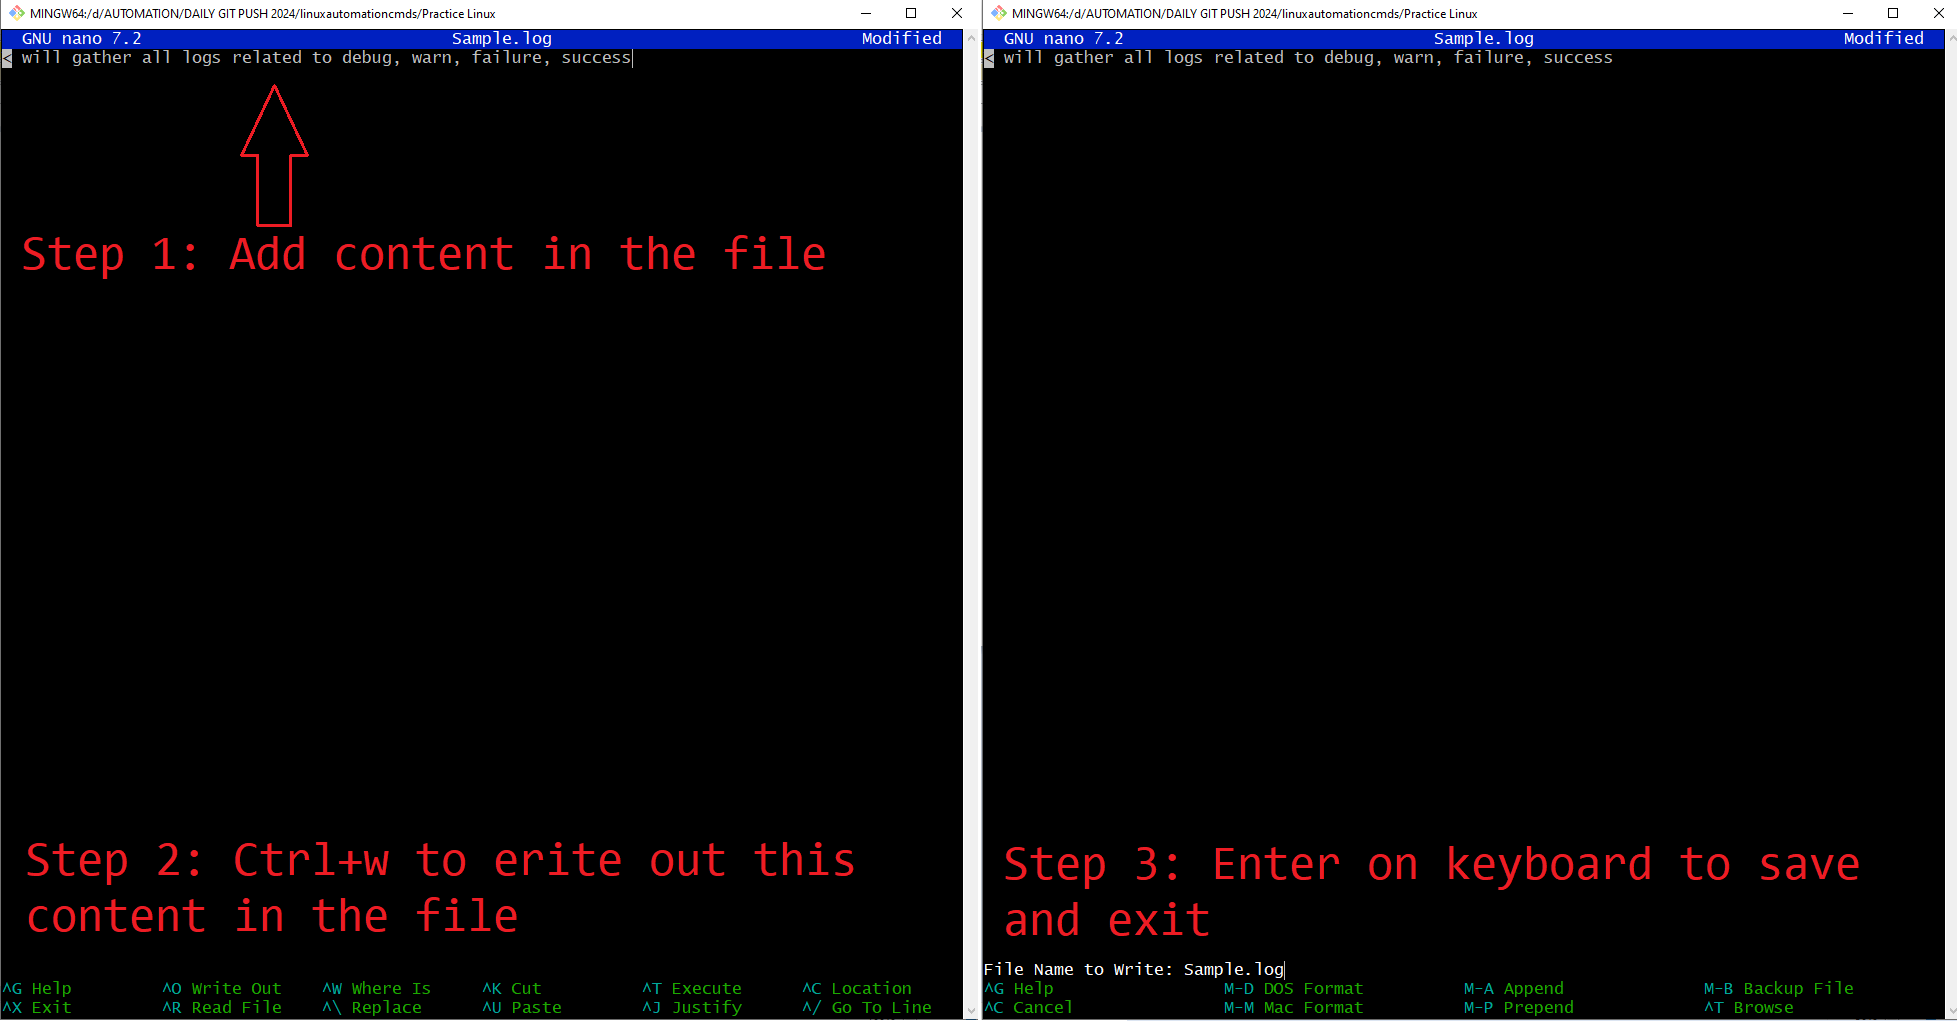 MINGW64:/d/AUTOMATION/DAILY GIT PUSH 2024/linuxautomationcmds/Practice Linux
GNU nano 7.2 Sample.log Modified
< will gather all logs related to debug, warn, failure, success
Step 1: Add content in the file
Step 2: Ctrl+w to erite out this
content in the file
^G Help ^O Write Out ^W Where Is ^K Cut ^T Execute ^C Location
^X Exit ^R Read File ^\ Replace ^U Paste ^J Justify ^/ Go To Line
MINGW64:/d/AUTOMATION/DAILY GIT PUSH 2024/linuxautomationcmds/Practice Linux
GNU nano 7.2 Sample.log Modified
< will gather all logs related to debug, warn, failure, success
Step 3: Enter on keyboard to save
and exit
File Name to Write: Sample.log
^G Help M-D DOS Format M-A Append M-B Backup File
^C Cancel M-M Mac Format M-P Prepend ^T Browse